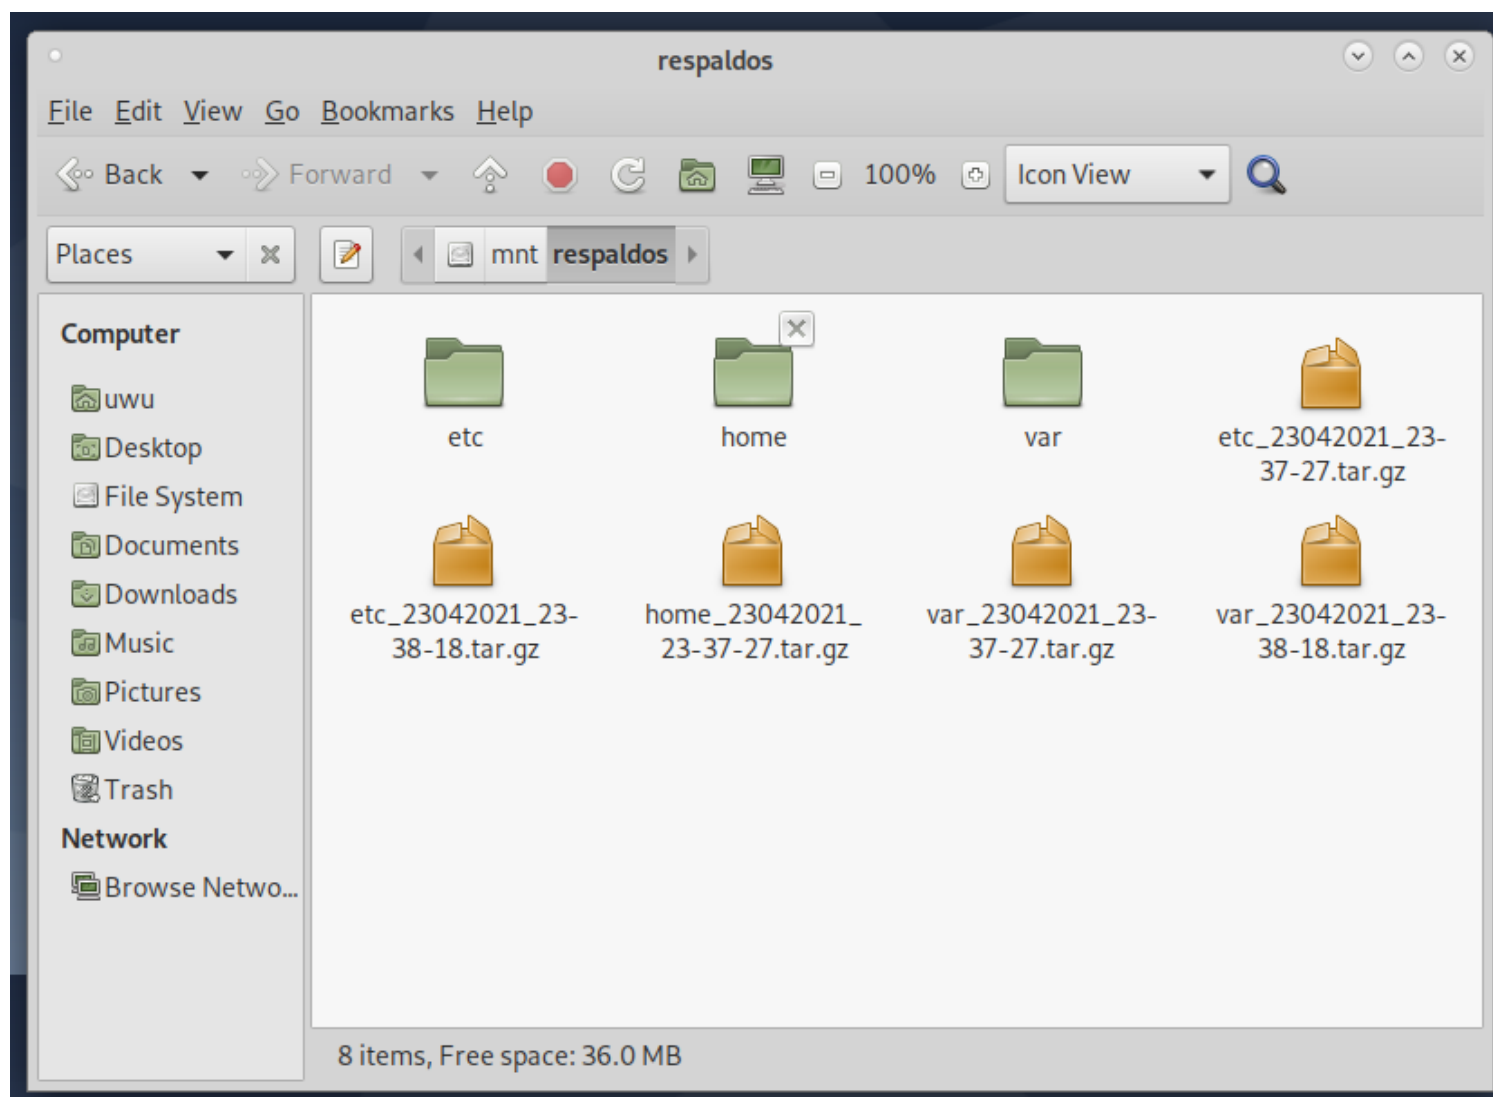 respaldos
File Edit View Go Bookmarks Help
Back Forward 100% Icon View
Places mnt respaldos
Computer
uwu
Desktop
File System
Documents
Downloads
Music
Pictures
Videos
Trash
Network
Browse Netwo...
etc home var etc_23042021_23-
37-27.tar.gz
etc_23042021_23- home_23042021_ var_23042021_23- var_23042021_23-
38-18.tar.gz 23-37-27.tar.gz 37-27.tar.gz 38-18.tar.gz
8 items, Free space: 36.0 MB